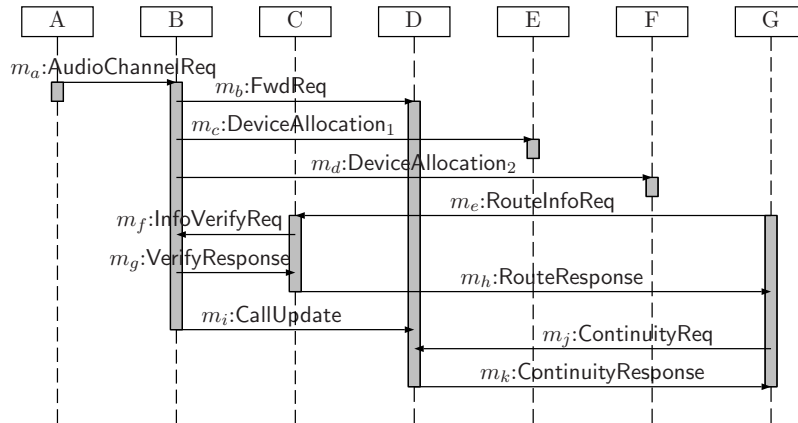 A B C D E F G
m_a:AudioChannelReq
m_b:FwdReq
m_c:DeviceAllocation_1
m_d:DeviceAllocation_2
m_e:RouteInfoReq
m_f:InfoVerifyReq
m_g:VerifyResponse
m_h:RouteResponse
m_i:CallUpdate
m_j:ContinuityReq
m_k:ContinuityResponse